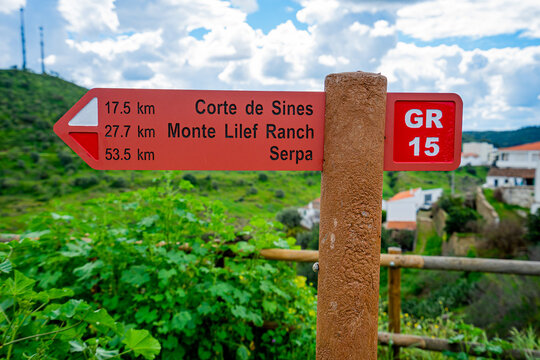 17.5 km Corte de Sines
27.7 km Monte Lilef Ranch
53.5 km Serpa
GR
15